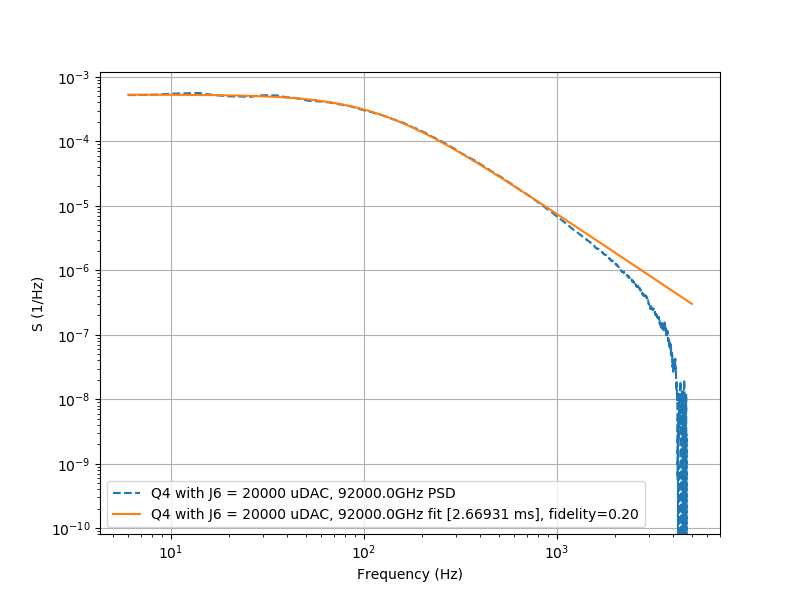 10⁻³
10⁻⁴
10⁻⁵
10⁻⁶
10⁻⁷
10⁻⁸
10⁻⁹
10⁻¹⁰
S (1/Hz)
Q4 with J6 = 20000 uDAC, 92000.0GHz PSD
Q4 with J6 = 20000 uDAC, 92000.0GHz fit [2.66931 ms], fidelity=0.20
10¹ 10² 10³
Frequency (Hz)